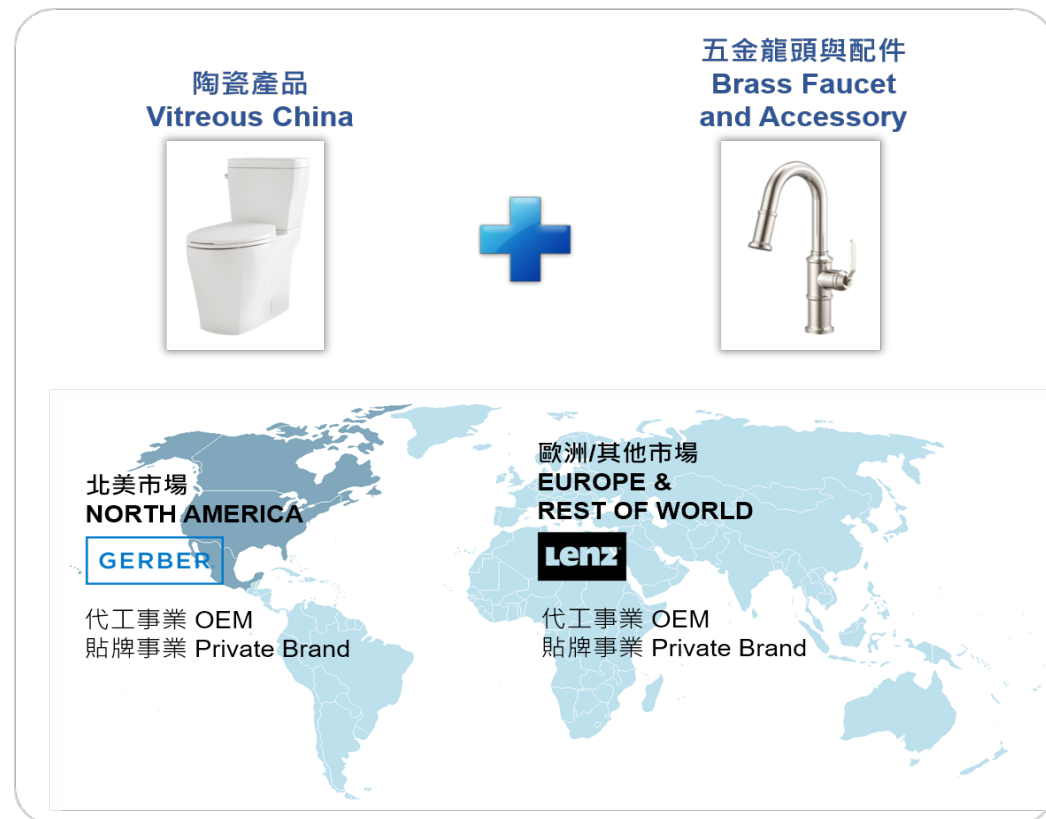 陶瓷產品
Vitreous China
五金龍頭與配件
Brass Faucet
and Accessory
北美市場
NORTH AMERICA
GERBER
代工事業 OEM
貼牌事業 Private Brand
歐洲/其他市場
EUROPE &
REST OF WORLD
Lenz
代工事業 OEM
貼牌事業 Private Brand